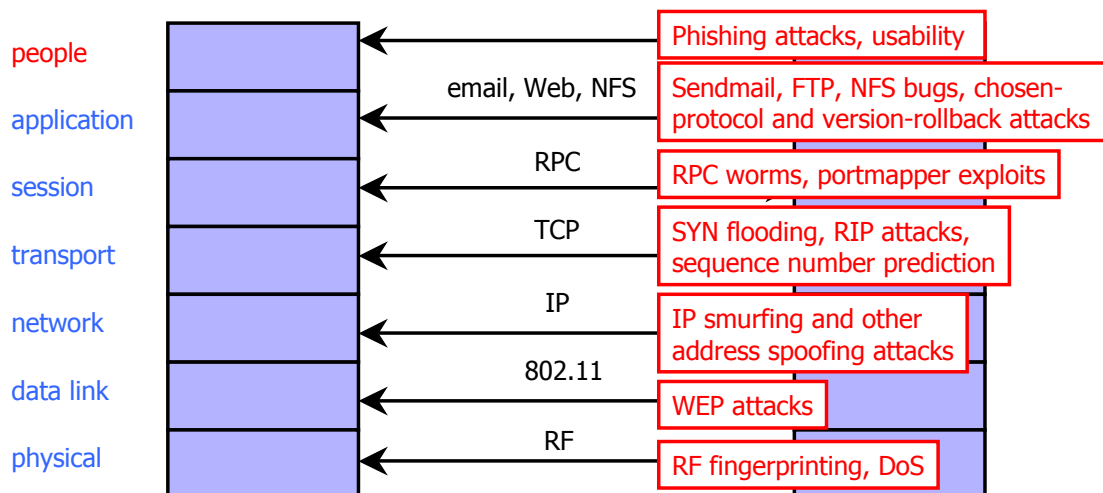 people
Phishing attacks, usability
application
email, Web, NFS
Sendmail, FTP, NFS bugs, chosen-
protocol and version-rollback attacks
session
RPC
RPC worms, portmapper exploits
transport
TCP
SYN flooding, RIP attacks,
sequence number prediction
network
IP
IP smurfing and other
address spoofing attacks
data link
802.11
WEP attacks
physical
RF
RF fingerprinting, DoS